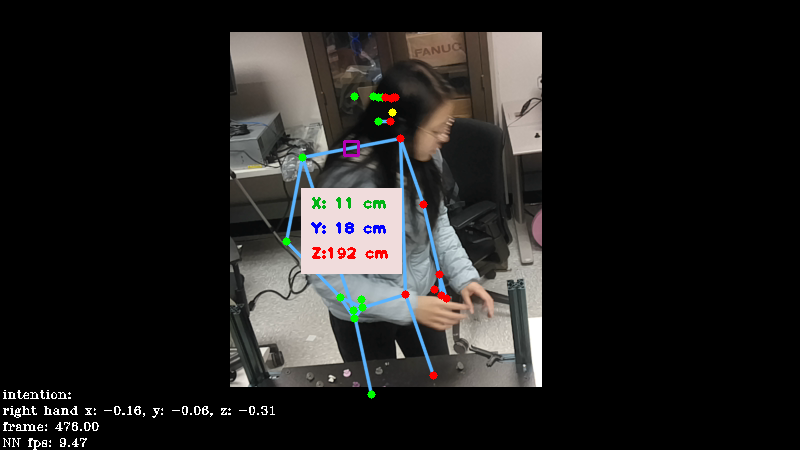 FANUC
X: 11 cm
Y: 18 cm
Z:192 cm
intention:
right hand x: −0.16, y: −0.06, z: −0.31
frame: 476.00
NN fps: 9.47